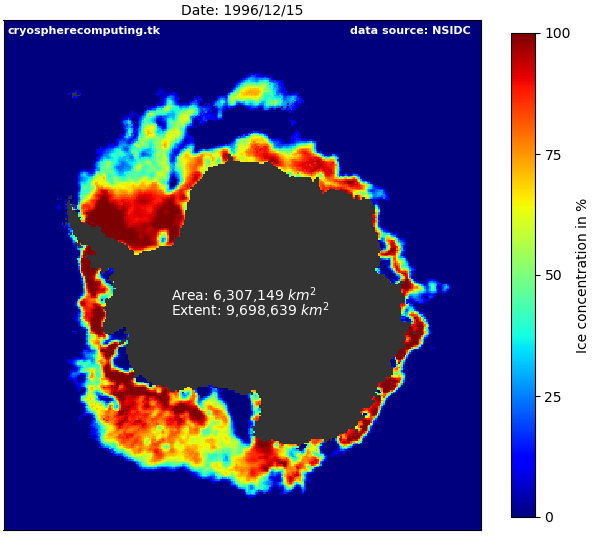 Date: 1996/12/15
cryospherecomputing.tk data source: NSIDC
100
75
50
25
0
Ice concentration in %
Area: 6,307,149 km²
Extent: 9,698,639 km²